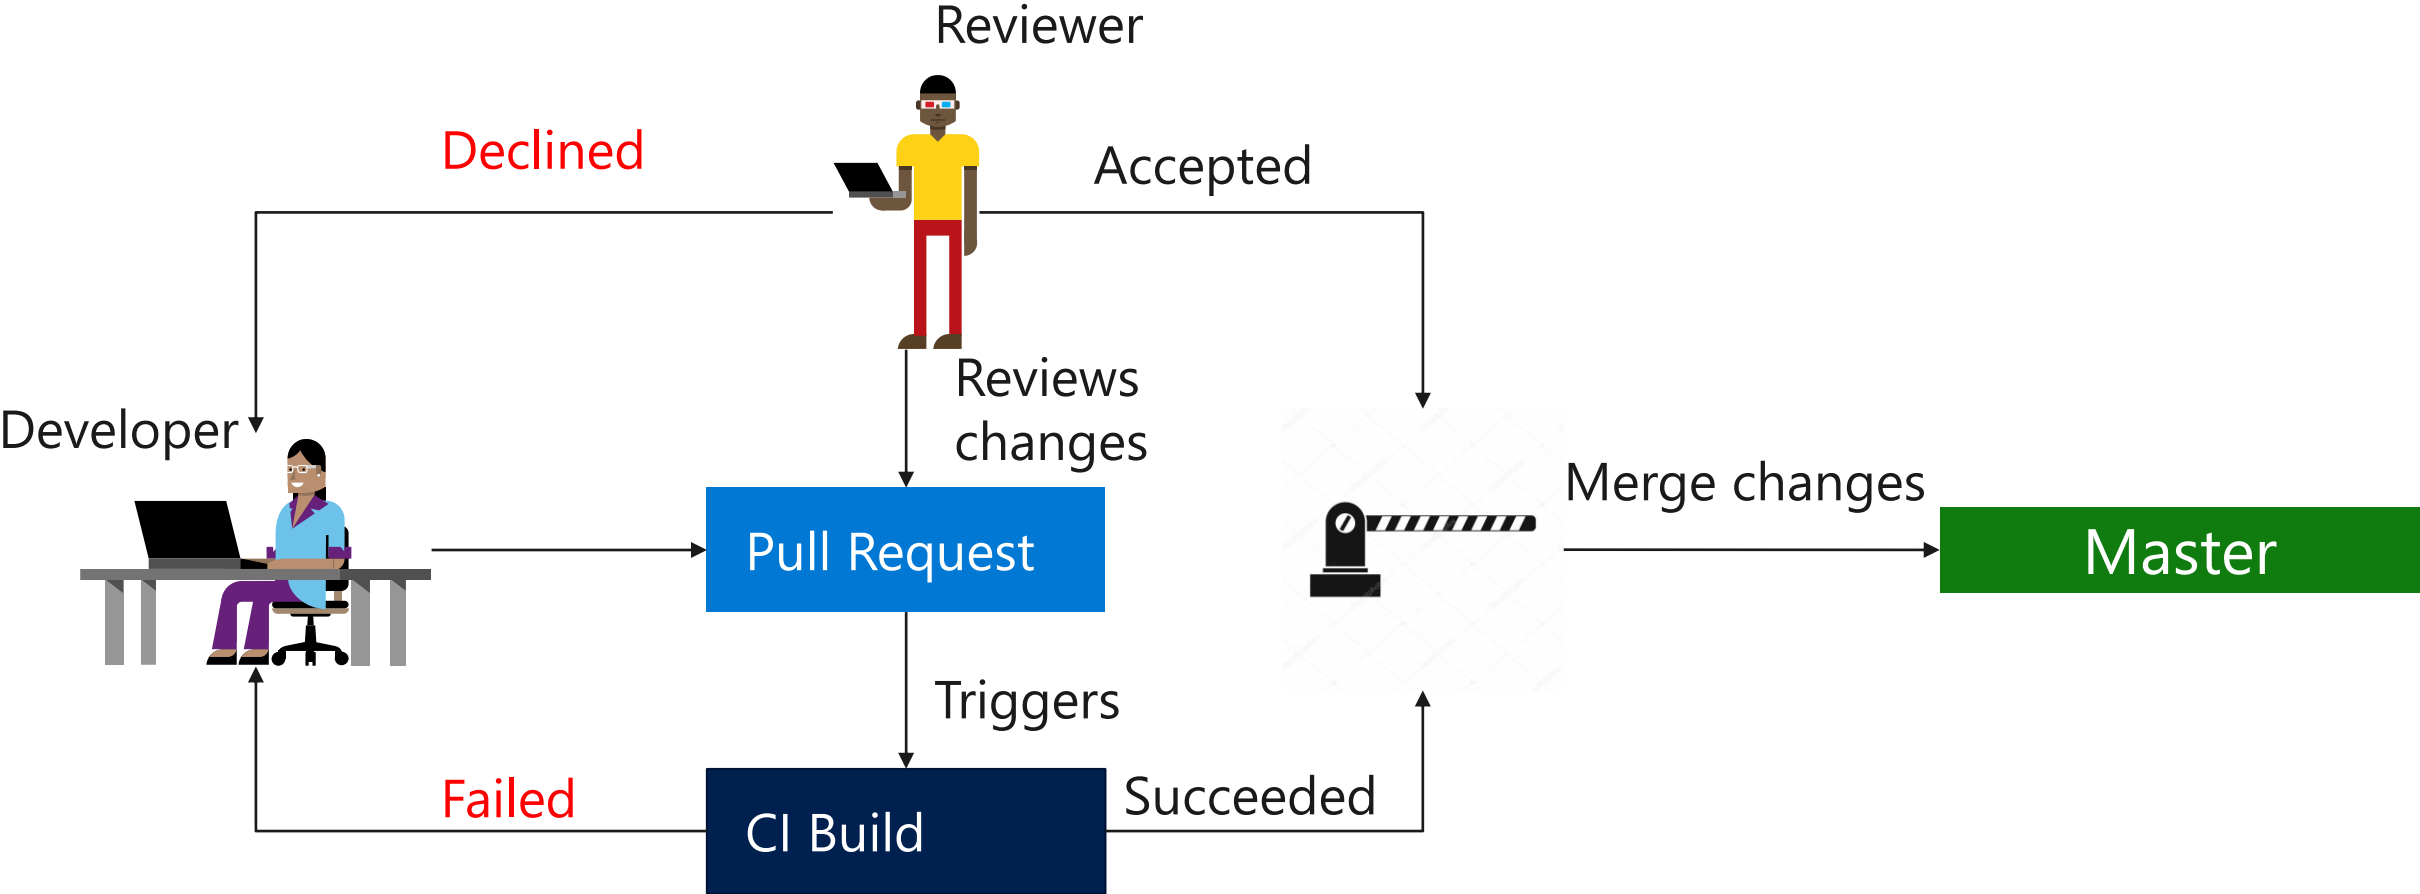 Reviewer
Declined
Accepted
Reviews
changes
Developer
Merge changes
Pull Request
Master
Triggers
Failed
Succeeded
CI Build